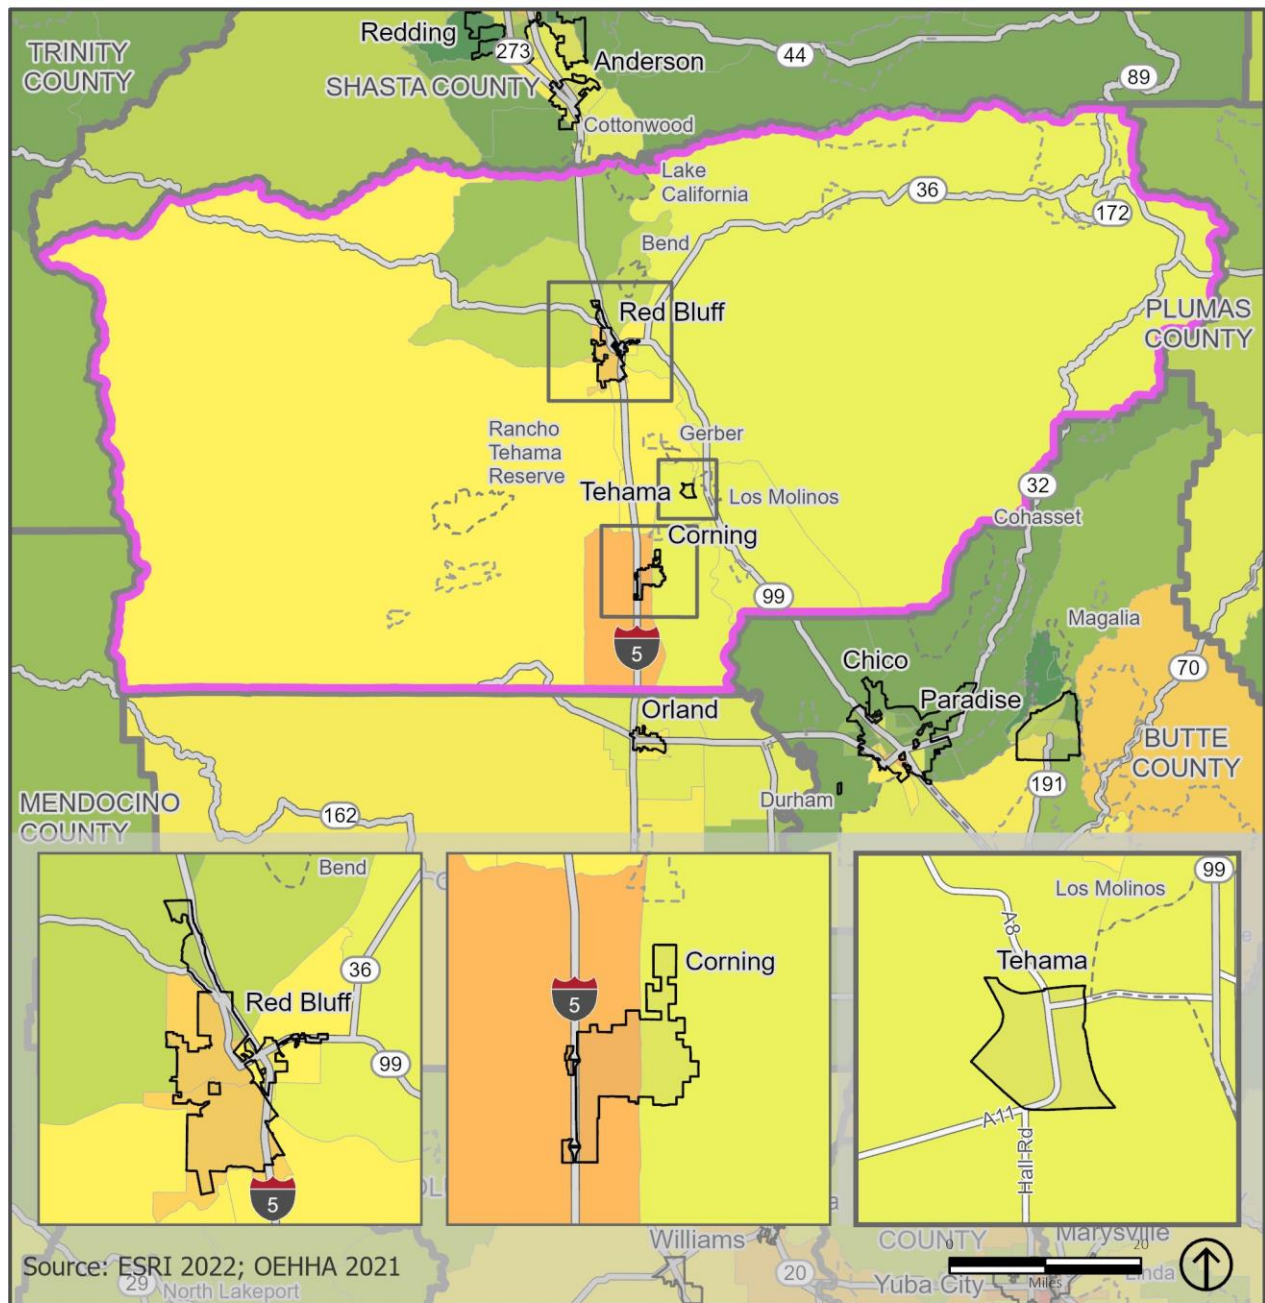 TRINITY
COUNTY
Redding
273
Anderson
SHASTA COUNTY
44
89
Cottonwood
Lake
California
36
172
Bend
Red Bluff
PLUMAS
COUNTY
Rancho
Tehama
Reserve
Gerber
Tehama
Los Molinos
32
Cohasset
Corning
99
5
Magalia
Chico
70
Paradise
Orland
BUTTE
COUNTY
191
Durham
MENDOCINO
COUNTY
162
Bend
36
Red Bluff
99
5
Corning
5
99
Los Molinos
A8
Tehama
A11
Hall-Rd
Williams
COUNTY
Marysville
0
20
Miles
Source: ESRI 2022; OEHHA 2021
29
North Lakeport
20
Yuba City
Linda